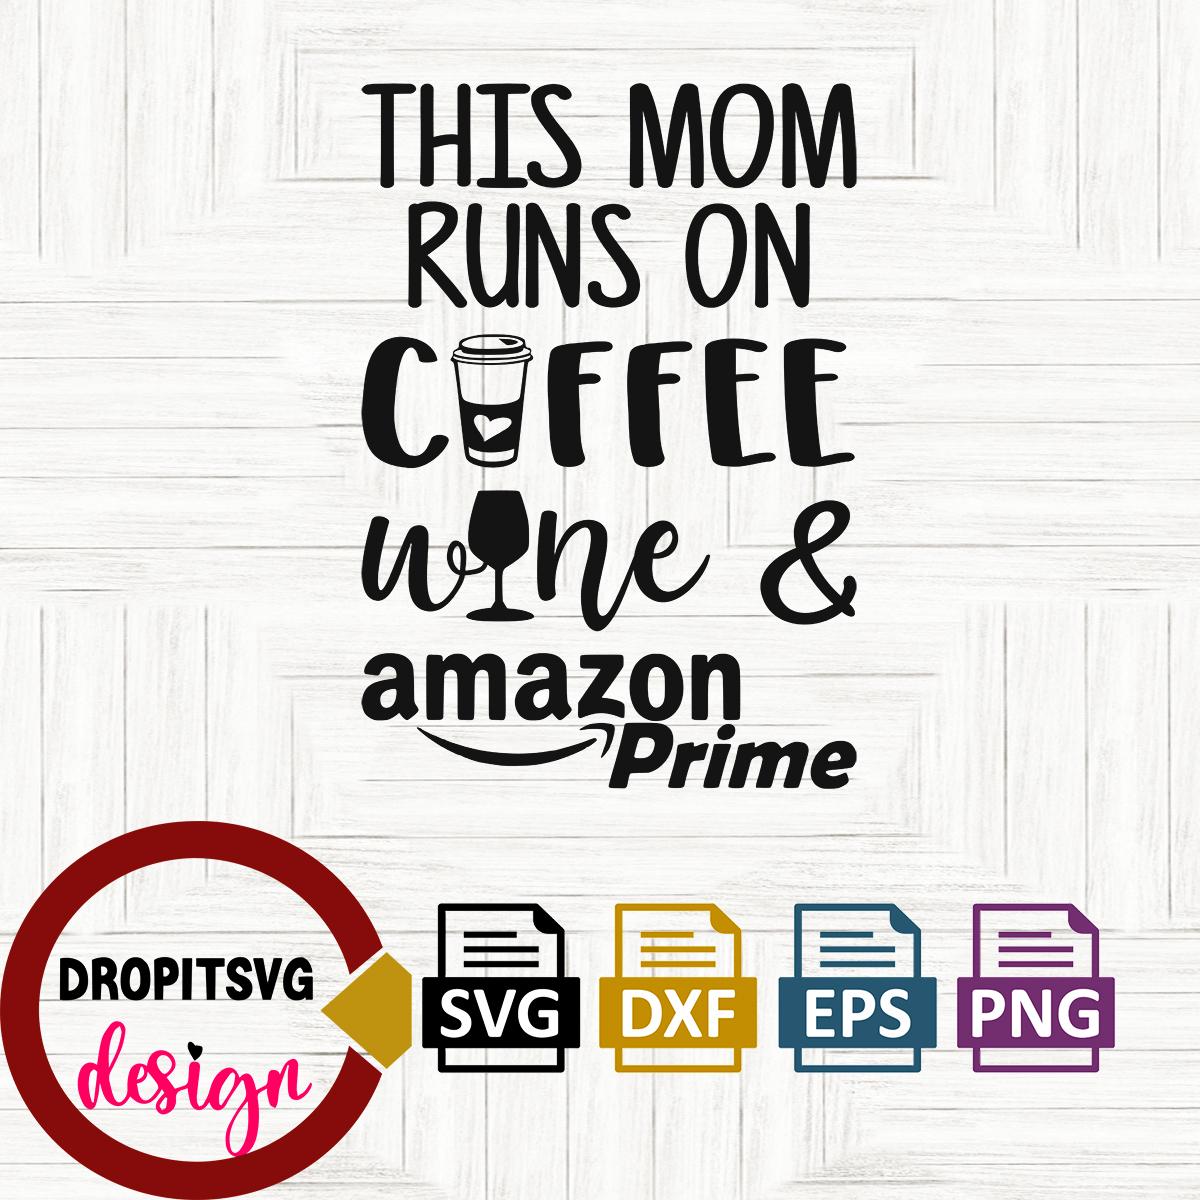 THIS MOM
RUNS ON
COFFEE
wine &
amazon
Prime
DROPITSVG
design
SVG DXF EPS PNG